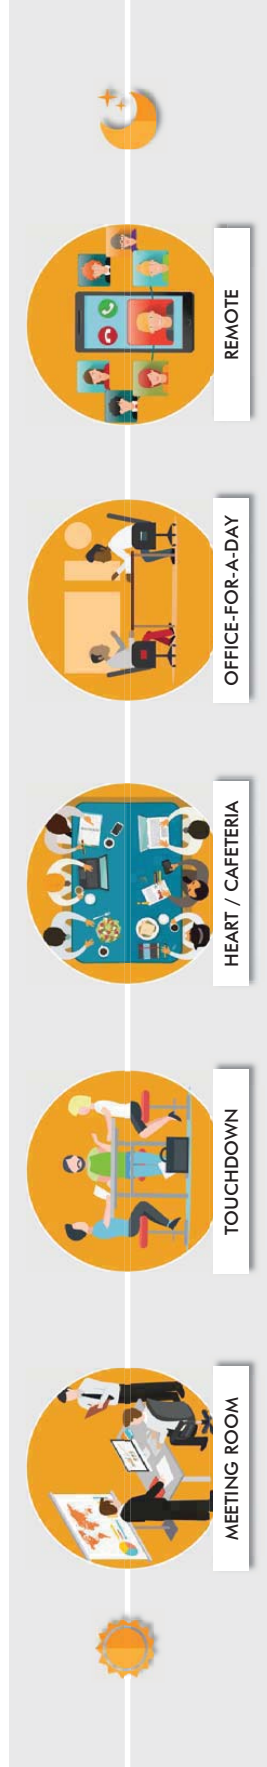 MEETING ROOM
TOUCHDOWN
HEART / CAFETERIA
OFFICE-FOR-A-DAY
REMOTE